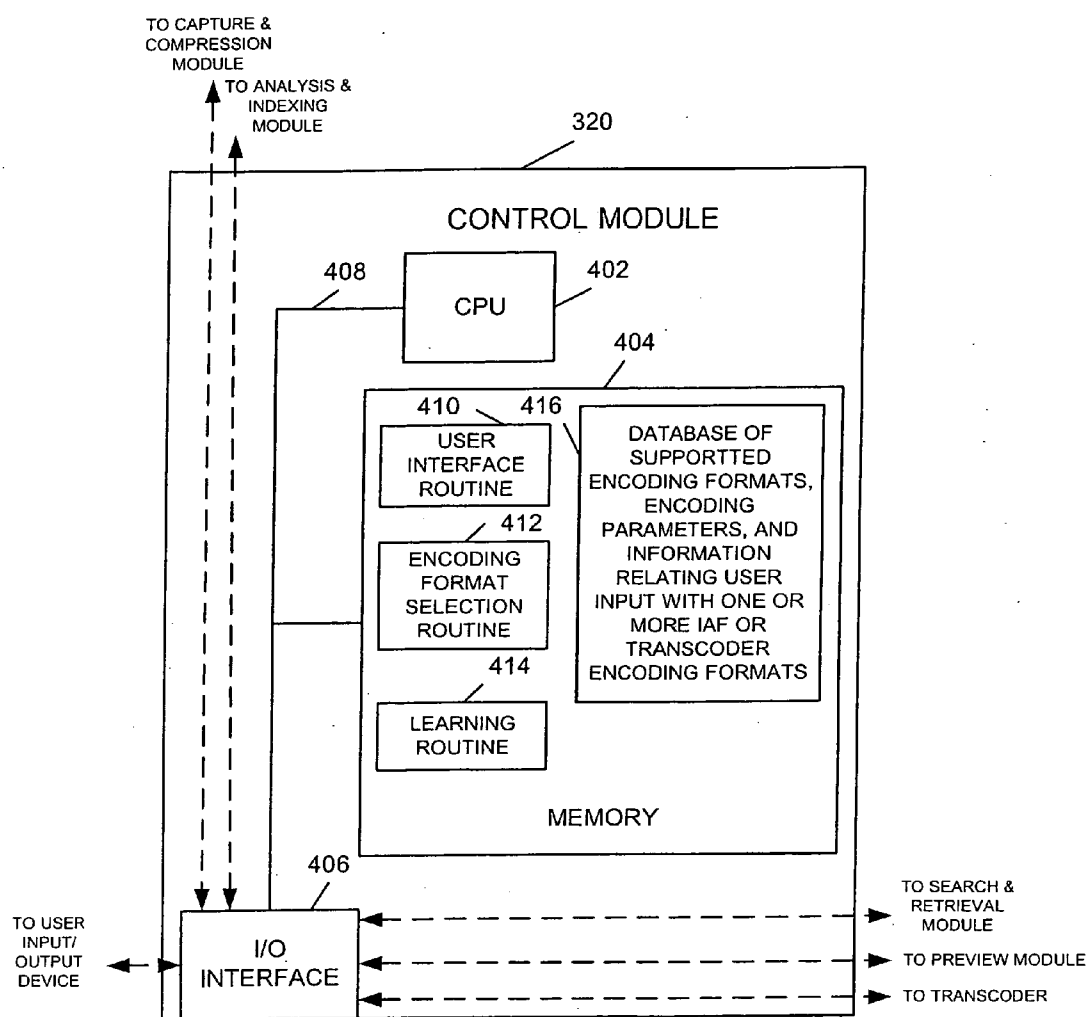 TO CAPTURE &
COMPRESSION
MODULE
TO ANALYSIS &
INDEXING
MODULE
320
CONTROL MODULE
408
CPU
402
404
410
416
USER
INTERFACE
ROUTINE
412
ENCODING
FORMAT
SELECTION
ROUTINE
414
LEARNING
ROUTINE
DATABASE OF
SUPPORTTED
ENCODING FORMATS,
ENCODING
PARAMETERS, AND
INFORMATION
RELATING USER
INPUT WITH ONE OR
MORE IAF OR
TRANSCODER
ENCODING FORMATS
MEMORY
406
TO USER
INPUT/
OUTPUT
DEVICE
I/O
INTERFACE
TO SEARCH &
RETRIEVAL
MODULE
TO PREVIEW MODULE
TO TRANSCODER